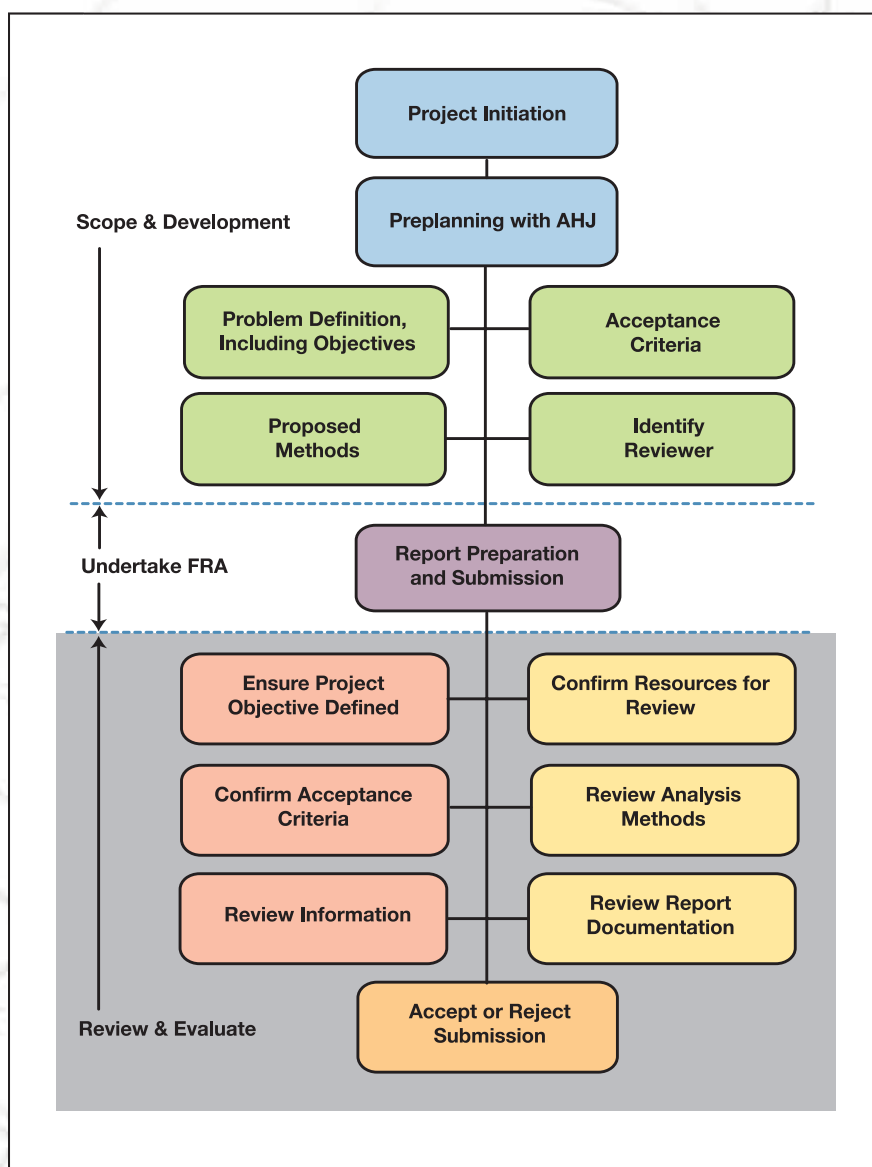 Project Initiation
Preplanning with AHJ
Scope & Development
Problem Definition,
Including Objectives
Acceptance
Criteria
Proposed
Methods
Identify
Reviewer
Undertake FRA
Report Preparation
and Submission
Ensure Project
Objective Defined
Confirm Resources for
Review
Confirm Acceptance
Criteria
Review Analysis
Methods
Review Information
Review Report
Documentation
Review & Evaluate
Accept or Reject
Submission